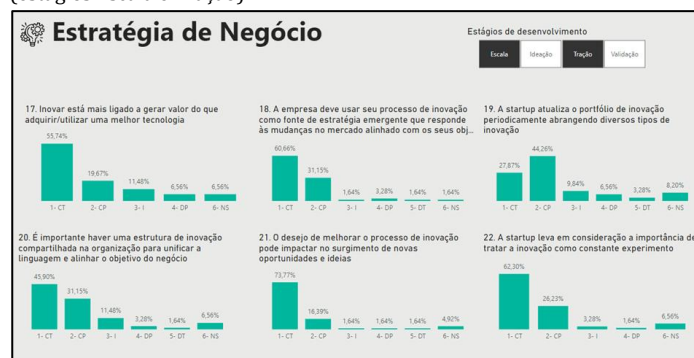 Estratégia de Negócio
Estágios de desenvolvimento
Escala Ideação Tração Validação
17. Inovar está mais ligado a gerar valor do que
adquirir/utilizar uma melhor tecnologia
55,74%
19,67%
11,48%
6,56%
6,56%
1- CT 2- CP 3- I 4- DP 6- NS
18. A empresa deve usar seu processo de inovação
como fonte de estratégia emergente que responde
às mudanças no mercado alinhado com os seus obj...
60,66%
31,15%
1,64%
3,28%
1,64%
1,64%
1- CT 2- CP 3- I 4- DP 5- DT 6- NS
19. A startup atualiza o portfólio de inovação
periodicamente abrangendo diversos tipos de
inovação
27,87%
44,26%
9,84%
6,56%
3,28%
8,20%
1- CT 2- CP 3- I 4- DP 5- DT 6- NS
20. É importante haver uma estrutura de inovação
compartilhada na organização para unificar a
linguagem e alinhar o objetivo do negócio
45,90%
31,15%
11,48%
3,28%
1,64%
6,56%
1- CT 2- CP 3- I 4- DP 5- DT 6- NS
21. O desejo de melhorar o processo de inovação
pode impactar no surgimento de novas
oportunidades e ideias
73,77%
16,39%
1,64%
1,64%
1,64%
4,92%
1- CT 2- CP 3- I 4- DP 5- DT 6- NS
22. A startup leva em consideração a importância de
tratar a inovação como constante experimento
62,30%
26,23%
3,28%
1,64%
6,56%
1- CT 2- CP 3- I 4- DP 6- NS